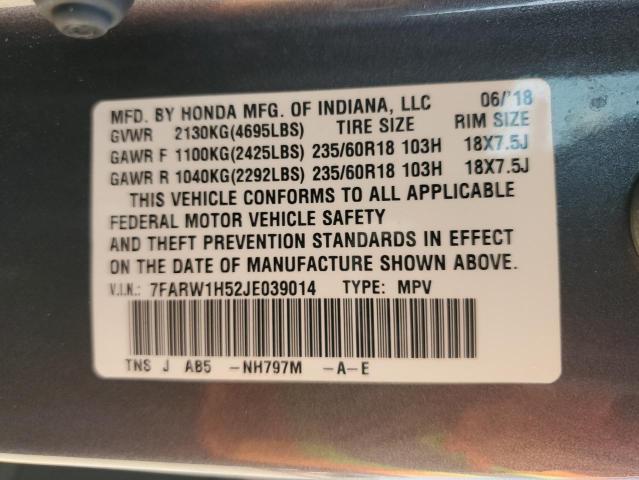 MFD. BY HONDA MFG. OF INDIANA, LLC 06/'18
GVWR 2130KG(4695LBS) TIRE SIZE RIM SIZE
GAWR F 1100KG(2425LBS) 235/60R18 103H 18X7.5J
GAWR R 1040KG(2292LBS) 235/60R18 103H 18X7.5J
THIS VEHICLE CONFORMS TO ALL APPLICABLE
FEDERAL MOTOR VEHICLE SAFETY
AND THEFT PREVENTION STANDARDS IN EFFECT
ON THE DATE OF MANUFACTURE SHOWN ABOVE.
V.I.N.: 7FARW1H52JE039014 TYPE: MPV
TNS J AB5 -NH797M -A-E